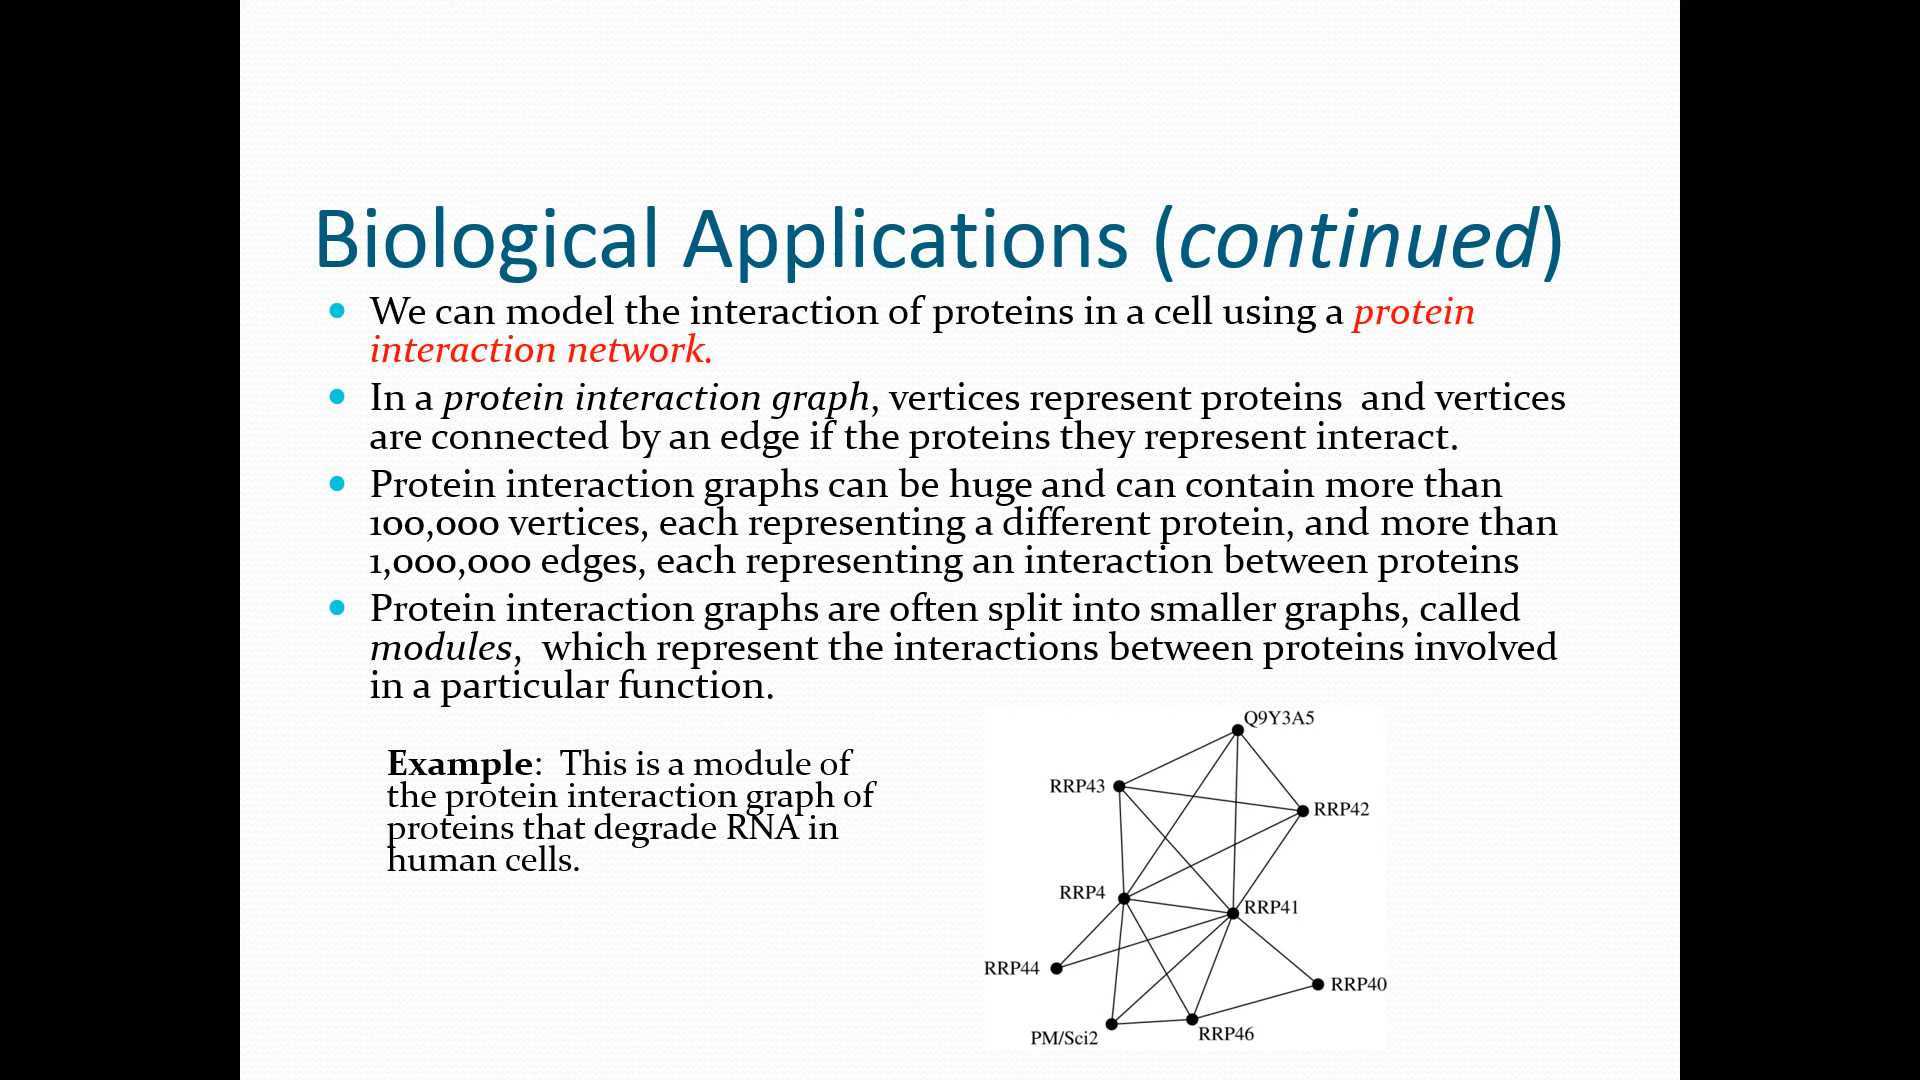 Biological Applications (continued)
We can model the interaction of proteins in a cell using a protein
interaction network.
In a protein interaction graph, vertices represent proteins  and vertices
are connected by an edge if the proteins they represent interact.
Protein interaction graphs can be huge and can contain more than
100,000 vertices, each representing a different protein, and more than
1,000,000 edges, each representing an interaction between proteins
Protein interaction graphs are often split into smaller graphs, called
modules,  which represent the interactions between proteins involved
in a particular function.
Example:  This is a module of
the protein interaction graph of
proteins that degrade RNA in
human cells.
Q9Y3A5
RRP43
RRP42
RRP4
RRP41
RRP44
RRP40
PM/Sci2
RRP46